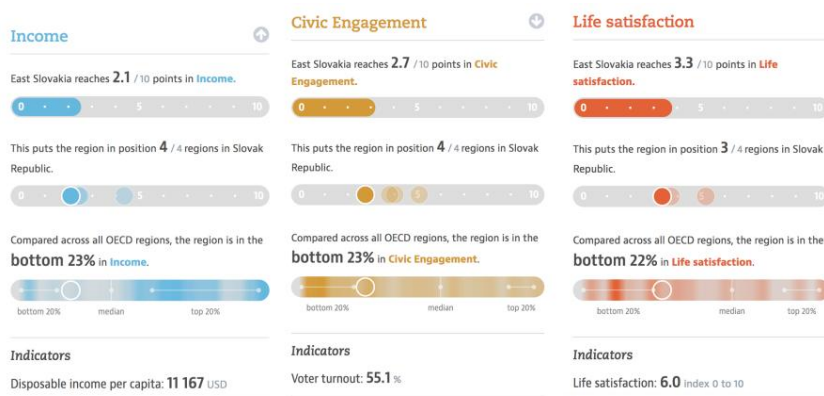 Income
East Slovakia reaches 2.1 /10 points in Income.
0 5 10
This puts the region in position 4 / 4 regions in Slovak
Republic.
0 5 10
Compared across all OECD regions, the region is in the
bottom 23% in Income.
bottom 20% median top 20%
Indicators
Disposable income per capita: 11 167 USD
Civic Engagement
East Slovakia reaches 2.7 /10 points in Civic
Engagement.
0 5 10
This puts the region in position 4 / 4 regions in Slovak
Republic.
0 5 10
Compared across all OECD regions, the region is in the
bottom 23% in Civic Engagement.
bottom 20% median top 20%
Indicators
Voter turnout: 55.1 %
Life satisfaction
East Slovakia reaches 3.3 /10 points in Life
satisfaction.
0 5 10
This puts the region in position 3 / 4 regions in Slovak
Republic.
0 5 10
Compared across all OECD regions, the region is in the
bottom 22% in Life satisfaction.
bottom 20% median top 20%
Indicators
Life satisfaction: 6.0 index 0 to 10